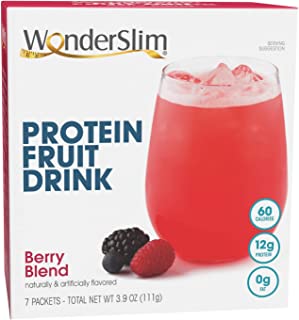 WonderSlim®
SERVING
SUGGESTION
PROTEIN
FRUIT
DRINK
60
CALORIES
12g
PROTEIN
0g
FAT
Berry
Blend
naturally & artificially flavored
7 PACKETS - TOTAL NET WT 3.9 OZ (111g)